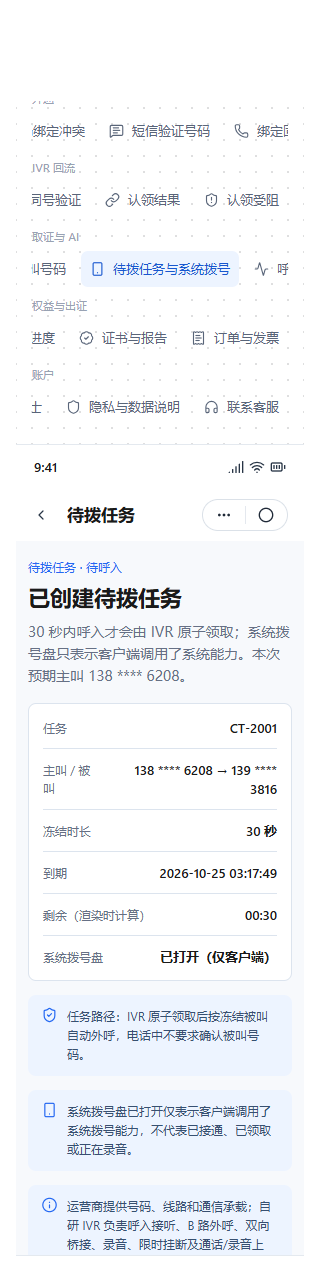 绑定冲突 短信验证号码
IVR 回流
同号验证 认领结果 认领受阻
取证与 AI
叫号码 待拨任务与系统拨号 呼
权益与出证
进度 证书与报告 订单与发票
账户
士 隐私与数据说明 联系客服
9:41
待拨任务
待拨任务 · 待呼入
已创建待拨任务
30 秒内呼入才会由 IVR 原子领取；系统拨
号盘只表示客户端调用了系统能力。本次
预期主叫 138 **** 6208。
任务 CT-2001
主叫 / 被 138 **** 6208 → 139 ****
叫 3816
冻结时长 30 秒
到期 2026-10-25 03:17:49
剩余（渲染时计算） 00:30
系统拨号盘 已打开（仅客户端）
任务路径：IVR 原子领取后按冻结被叫
自动外呼，电话中不要求确认被叫号
码。
系统拨号盘已打开仅表示客户端调用了
系统拨号能力，不代表已接通、已领取
或正在录音。
运营商提供号码、线路和通信承载；自
研 IVR 负责呼入接听、B 路外呼、双向
桥接、录音、限时挂断及通话/录音上